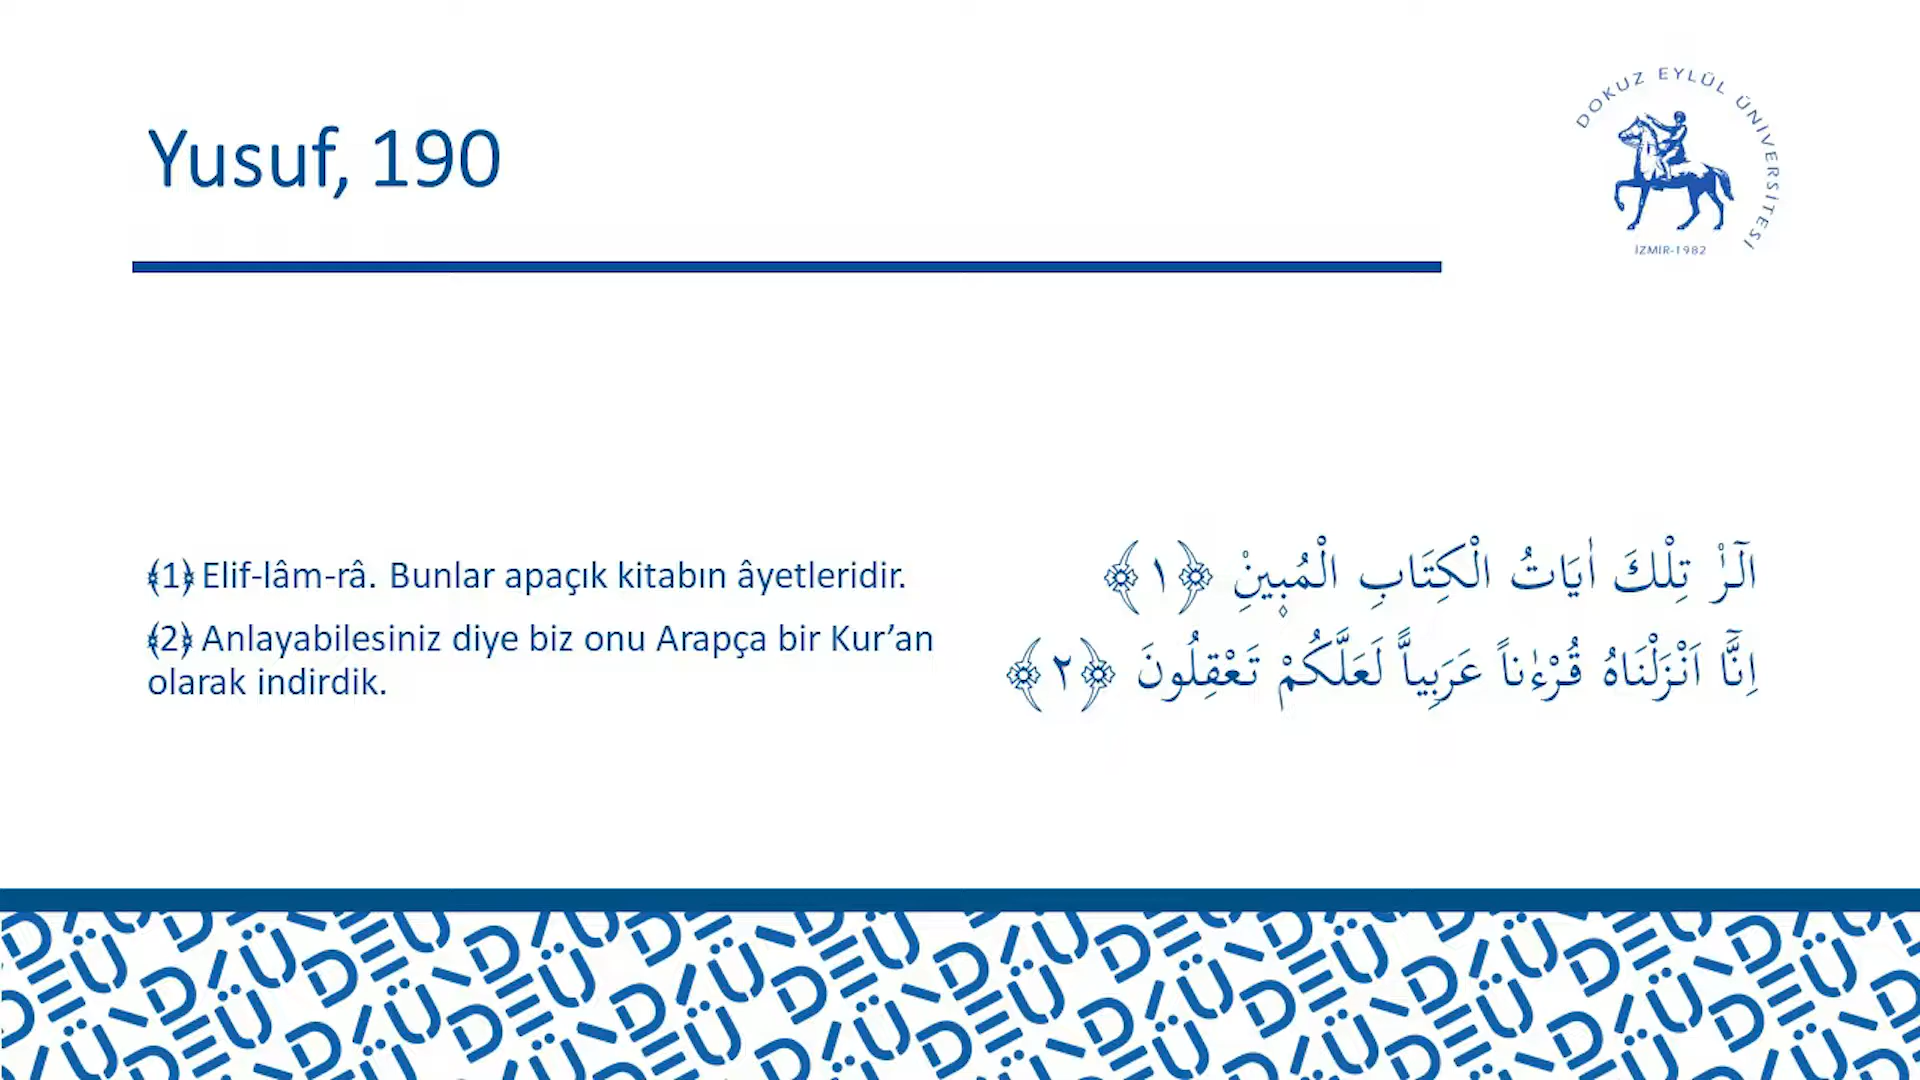 DOKUZ EYLÜL ÜNİVERSİTESİ
İZMİR-1982
Yusuf, 190
﴾1﴿ Elif-lâm-râ. Bunlar apaçık kitabın âyetleridir.
﴾2﴿ Anlayabilesiniz diye biz onu Arapça bir Kur’an
olarak indirdik.
الٓـرٰ تِلْكَ اٰيَاتُ الْكِتَابِ الْمُب۪ينِ ﴿١﴾
اِنَّٓا اَنْزَلْنَاهُ قُرْءٰناً عَرَبِياًّ لَعَلَّكُمْ تَعْقِلُونَ ﴿٢﴾